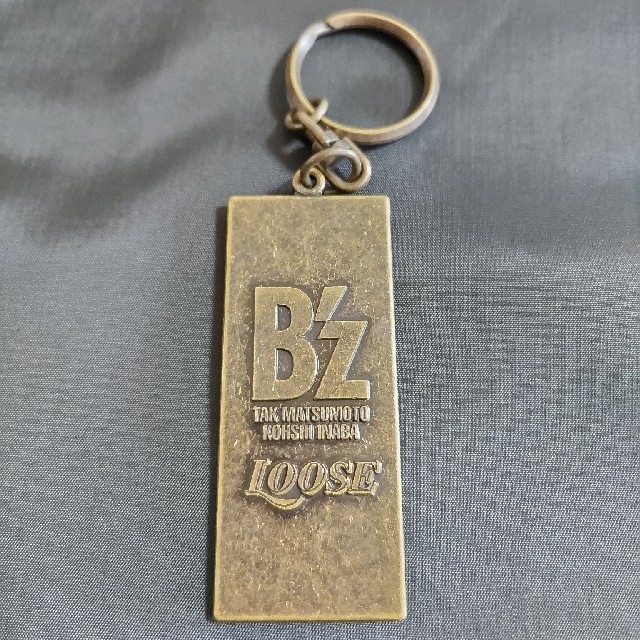 B'z
TAK MATSUMOTO
KOHSHI INABA
LOOSE